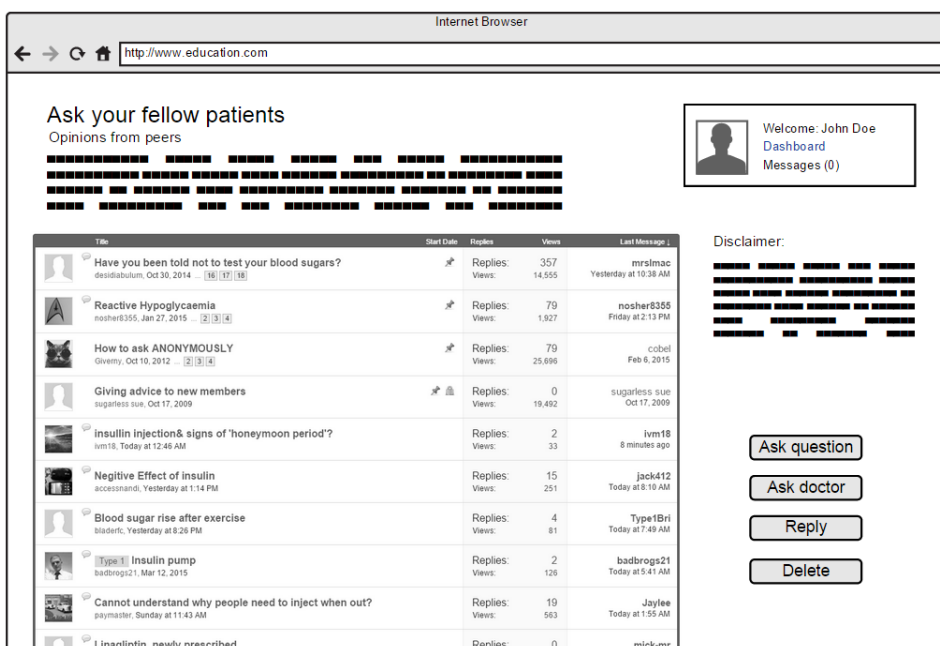 Internet Browser
http://www.education.com
Ask your fellow patients
Opinions from peers
Welcome: John Doe
Dashboard
Messages (0)
Title Start Date Replies Views Last Message ↓
Have you been told not to test your blood sugars? Replies: 357 mrsImac
desidiabulum, Oct 30, 2014 ... 16 17 18 Views: 14,555 Yesterday at 10:38 AM
Reactive Hypoglycaemia Replies: 79 nosher8355
nosher8355, Jan 27, 2015 ... 2 3 4 Views: 1,927 Friday at 2:13 PM
How to ask ANONYMOUSLY Replies: 79 cobel
Giverny, Oct 10, 2012 ... 2 3 4 Views: 25,696 Feb 6, 2015
Giving advice to new members Replies: 0 sugarless sue
sugarless sue, Oct 17, 2009 Views: 19,492 Oct 17, 2009
insullin injection& signs of 'honeymoon period'? Replies: 2 ivm18
ivm18, Today at 12:46 AM Views: 33 8 minutes ago
Negitive Effect of insulin Replies: 15 jack412
accessnandi, Yesterday at 1:14 PM Views: 251 Today at 8:10 AM
Blood sugar rise after exercise Replies: 4 Type1Bri
bladerfc, Yesterday at 8:26 PM Views: 81 Today at 7:49 AM
Type 1 Insulin pump Replies: 2 badbrogs21
badbrogs21, Mar 12, 2015 Views: 126 Today at 5:41 AM
Cannot understand why people need to inject when out? Replies: 19 Jaylee
paymaster, Sunday at 11:43 AM Views: 563 Today at 1:55 AM
Linagliptin, newly prescribed Replies: 0 mick-mr
Disclaimer:
Ask question
Ask doctor
Reply
Delete